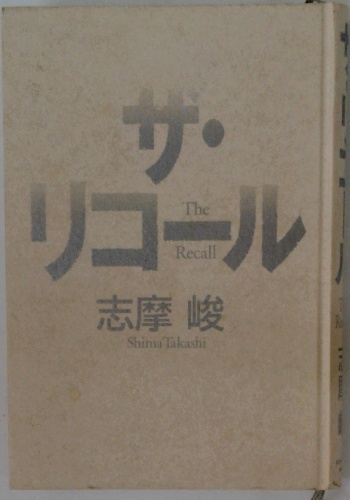 ザ・
The
リコール
Recall
志摩 峻
Shima Takashi